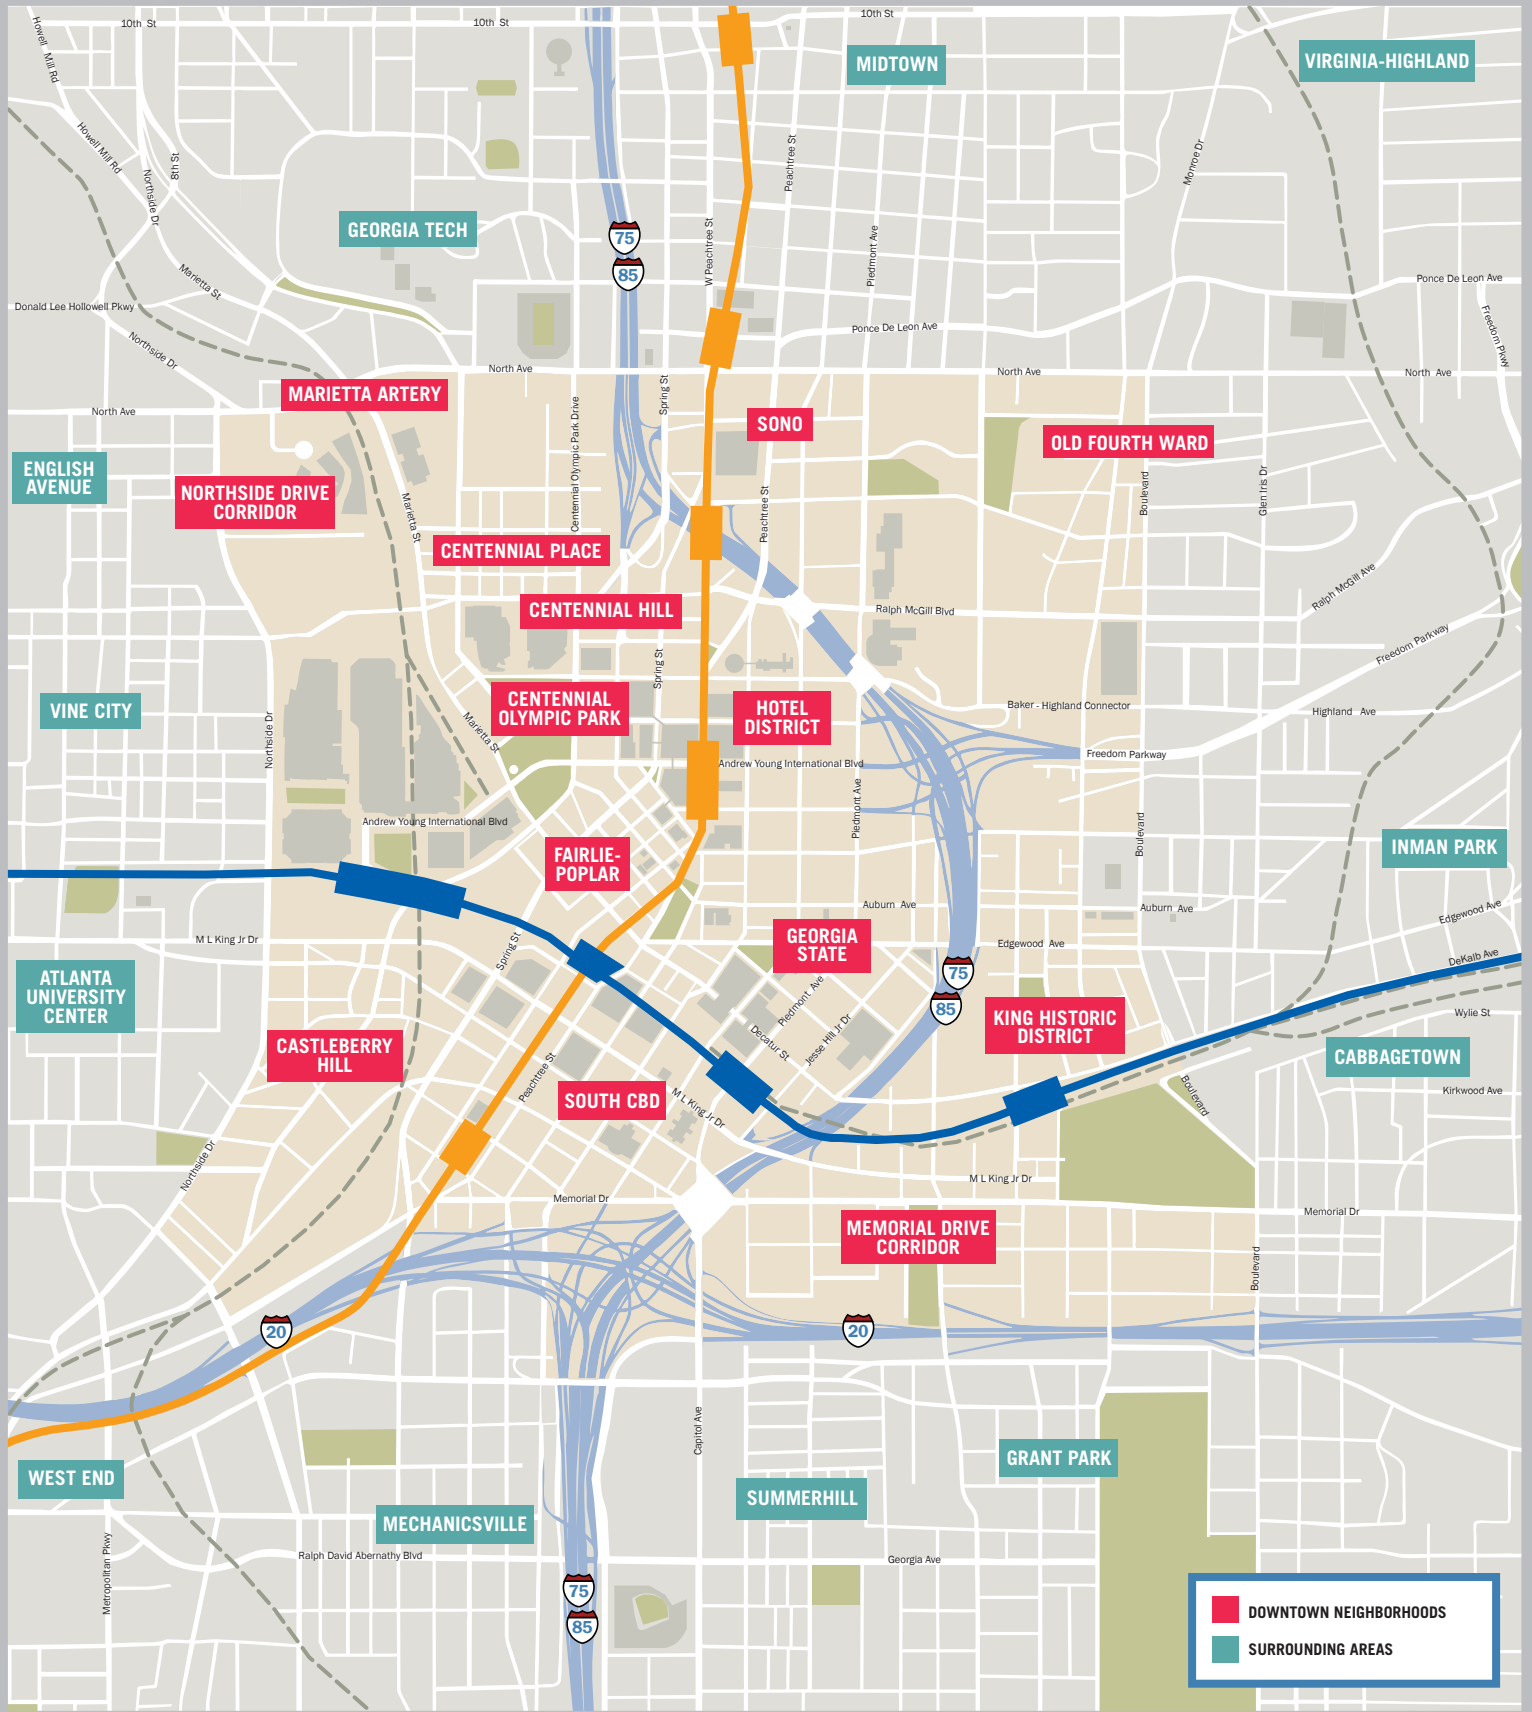 10th St
10th St
10th St
Howell Mill Rd
MIDTOWN
VIRGINIA-HIGHLAND
Howell Mill Rd
8th St
Northside Dr
Peachtree St
Monroe Dr
GEORGIA TECH
75
85
W Peachtree St
Piedmont Ave
Marietta St
Ponce De Leon Ave
Donald Lee Hollowell Pkwy
Northside Dr
Ponce De Leon Ave
Freedom Pkwy
North Ave
North Ave
North Ave
MARIETTA ARTERY
Spring St
North Ave
Centennial Olympic Park Drive
SONO
OLD FOURTH WARD
ENGLISH
AVENUE
NORTHSIDE DRIVE
CORRIDOR
Marietta St
Peachtree St
Boulevard
Glen Iris Dr
CENTENNIAL PLACE
Ralph McGill Ave
CENTENNIAL HILL
Ralph McGill Blvd
Freedom Parkway
Spring St
VINE CITY
Northside Dr
Marietta St
CENTENNIAL
OLYMPIC PARK
HOTEL
DISTRICT
Baker - Highland Connector
Highland Ave
Freedom Parkway
Andrew Young International Blvd
Piedmont Ave
Andrew Young International Blvd
Boulevard
INMAN PARK
FAIRLIE-
POPLAR
Auburn Ave
Auburn Ave
Edgewood Ave
M L King Jr Dr
Spring St
GEORGIA
STATE
Edgewood Ave
DeKalb Ave
75
85
ATLANTA
UNIVERSITY
CENTER
Piedmont Ave
Decatur St
Jesse Hill Jr Dr
KING HISTORIC
DISTRICT
Wylie St
CASTLEBERRY
HILL
CABBAGETOWN
Peachtree St
SOUTH CBD
M L King Jr Dr
Boulevard
Kirkwood Ave
Northside Dr
M L King Jr Dr
Memorial Dr
Memorial Dr
MEMORIAL DRIVE
CORRIDOR
Boulevard
20
20
Capitol Ave
GRANT PARK
WEST END
SUMMERHILL
MECHANICSVILLE
Metropolitan Pkwy
Ralph David Abernathy Blvd
Georgia Ave
75
85
DOWNTOWN NEIGHBORHOODS
SURROUNDING AREAS